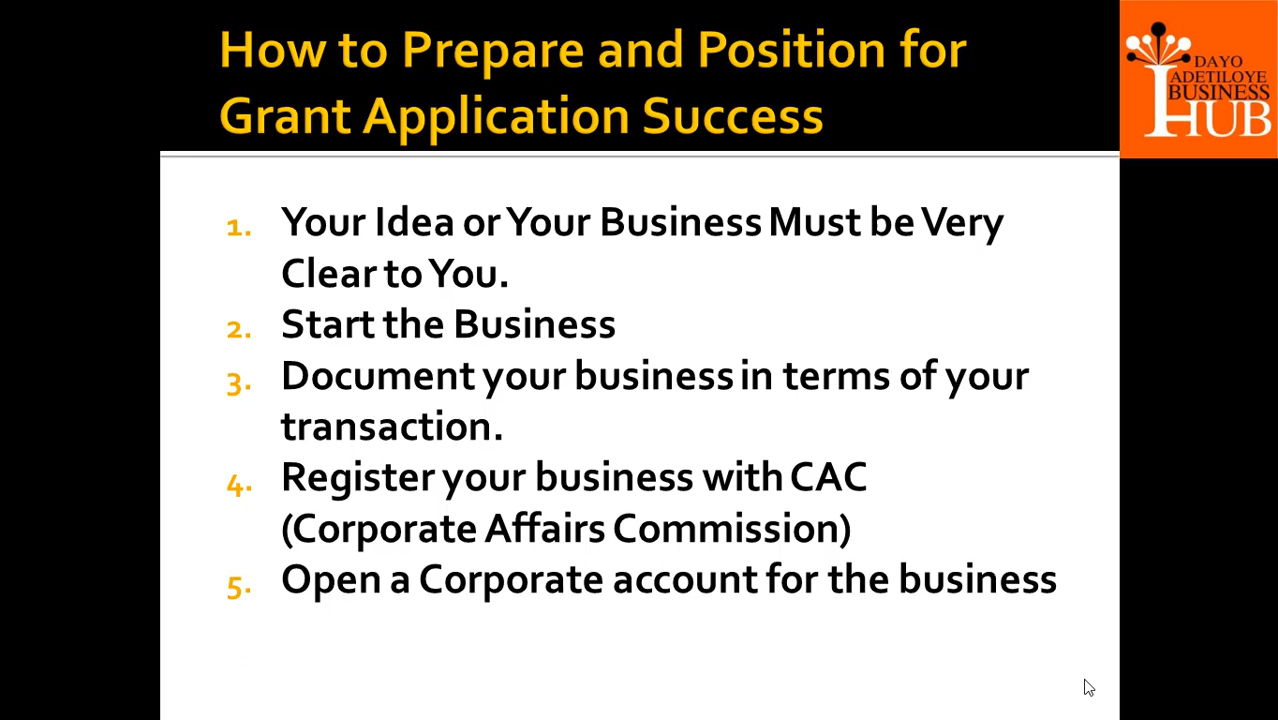 How to Prepare and Position for
Grant Application Success
DAYO
ADETILOYE
BUSINESS
HUB
1. Your Idea or Your Business Must be Very
Clear to You.
2. Start the Business
3. Document your business in terms of your
transaction.
4. Register your business with CAC
(Corporate Affairs Commission)
5. Open a Corporate account for the business